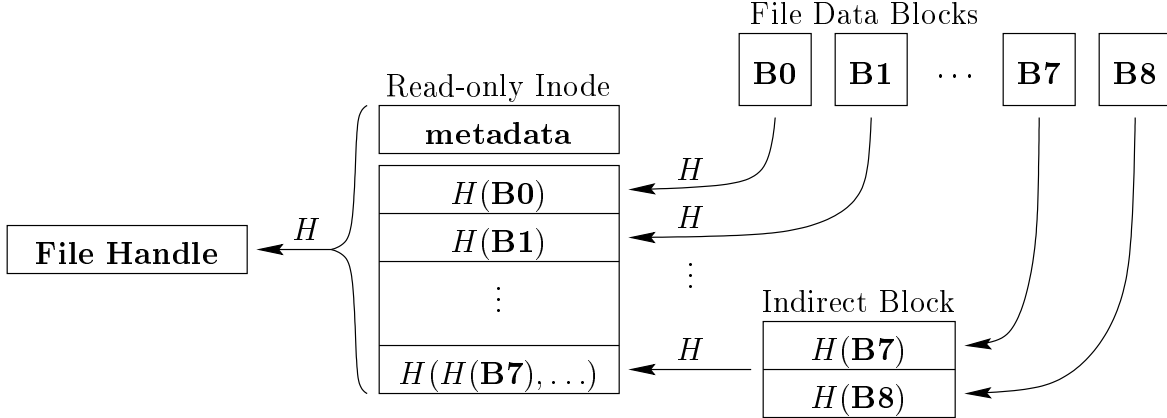 File Data Blocks
B0 B1 ... B7 B8
Read-only Inode
metadata
H
H(B0)
H
H(B1)
H
File Handle
⋮
⋮
Indirect Block
H(B7)
H
H(H(B7),...)
H(B8)